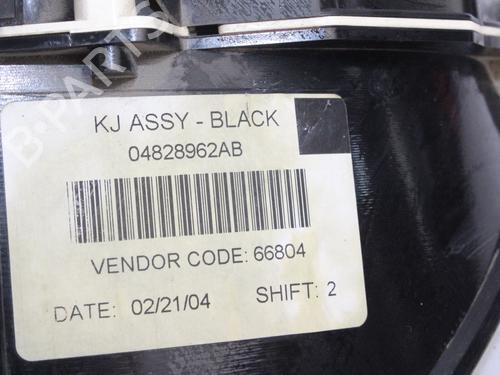 B-PARTS
KJ ASSY - BLACK
04828962AB
VENDOR CODE: 66804
DATE: 02/21/04 SHIFT: 2